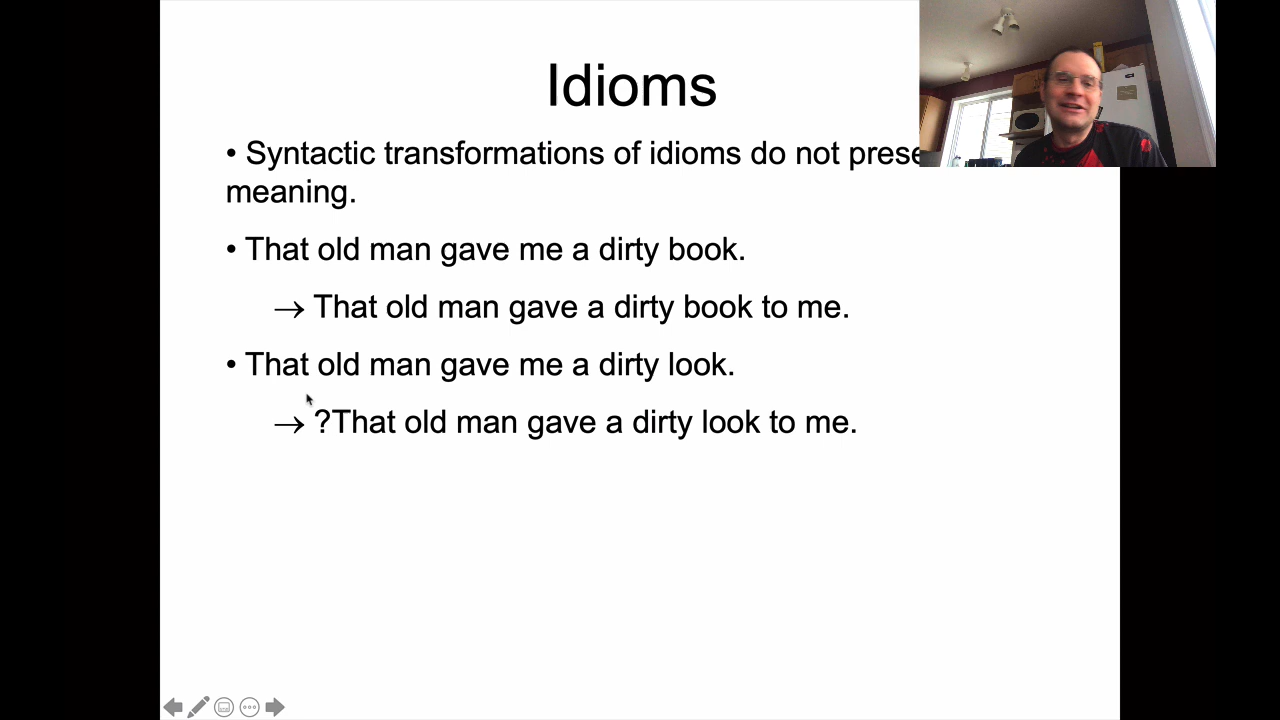 Idioms
• Syntactic transformations of idioms do not
meaning.
• That old man gave me a dirty book.
→ That old man gave a dirty book to me.
• That old man gave me a dirty look.
→ ?That old man gave a dirty look to me.